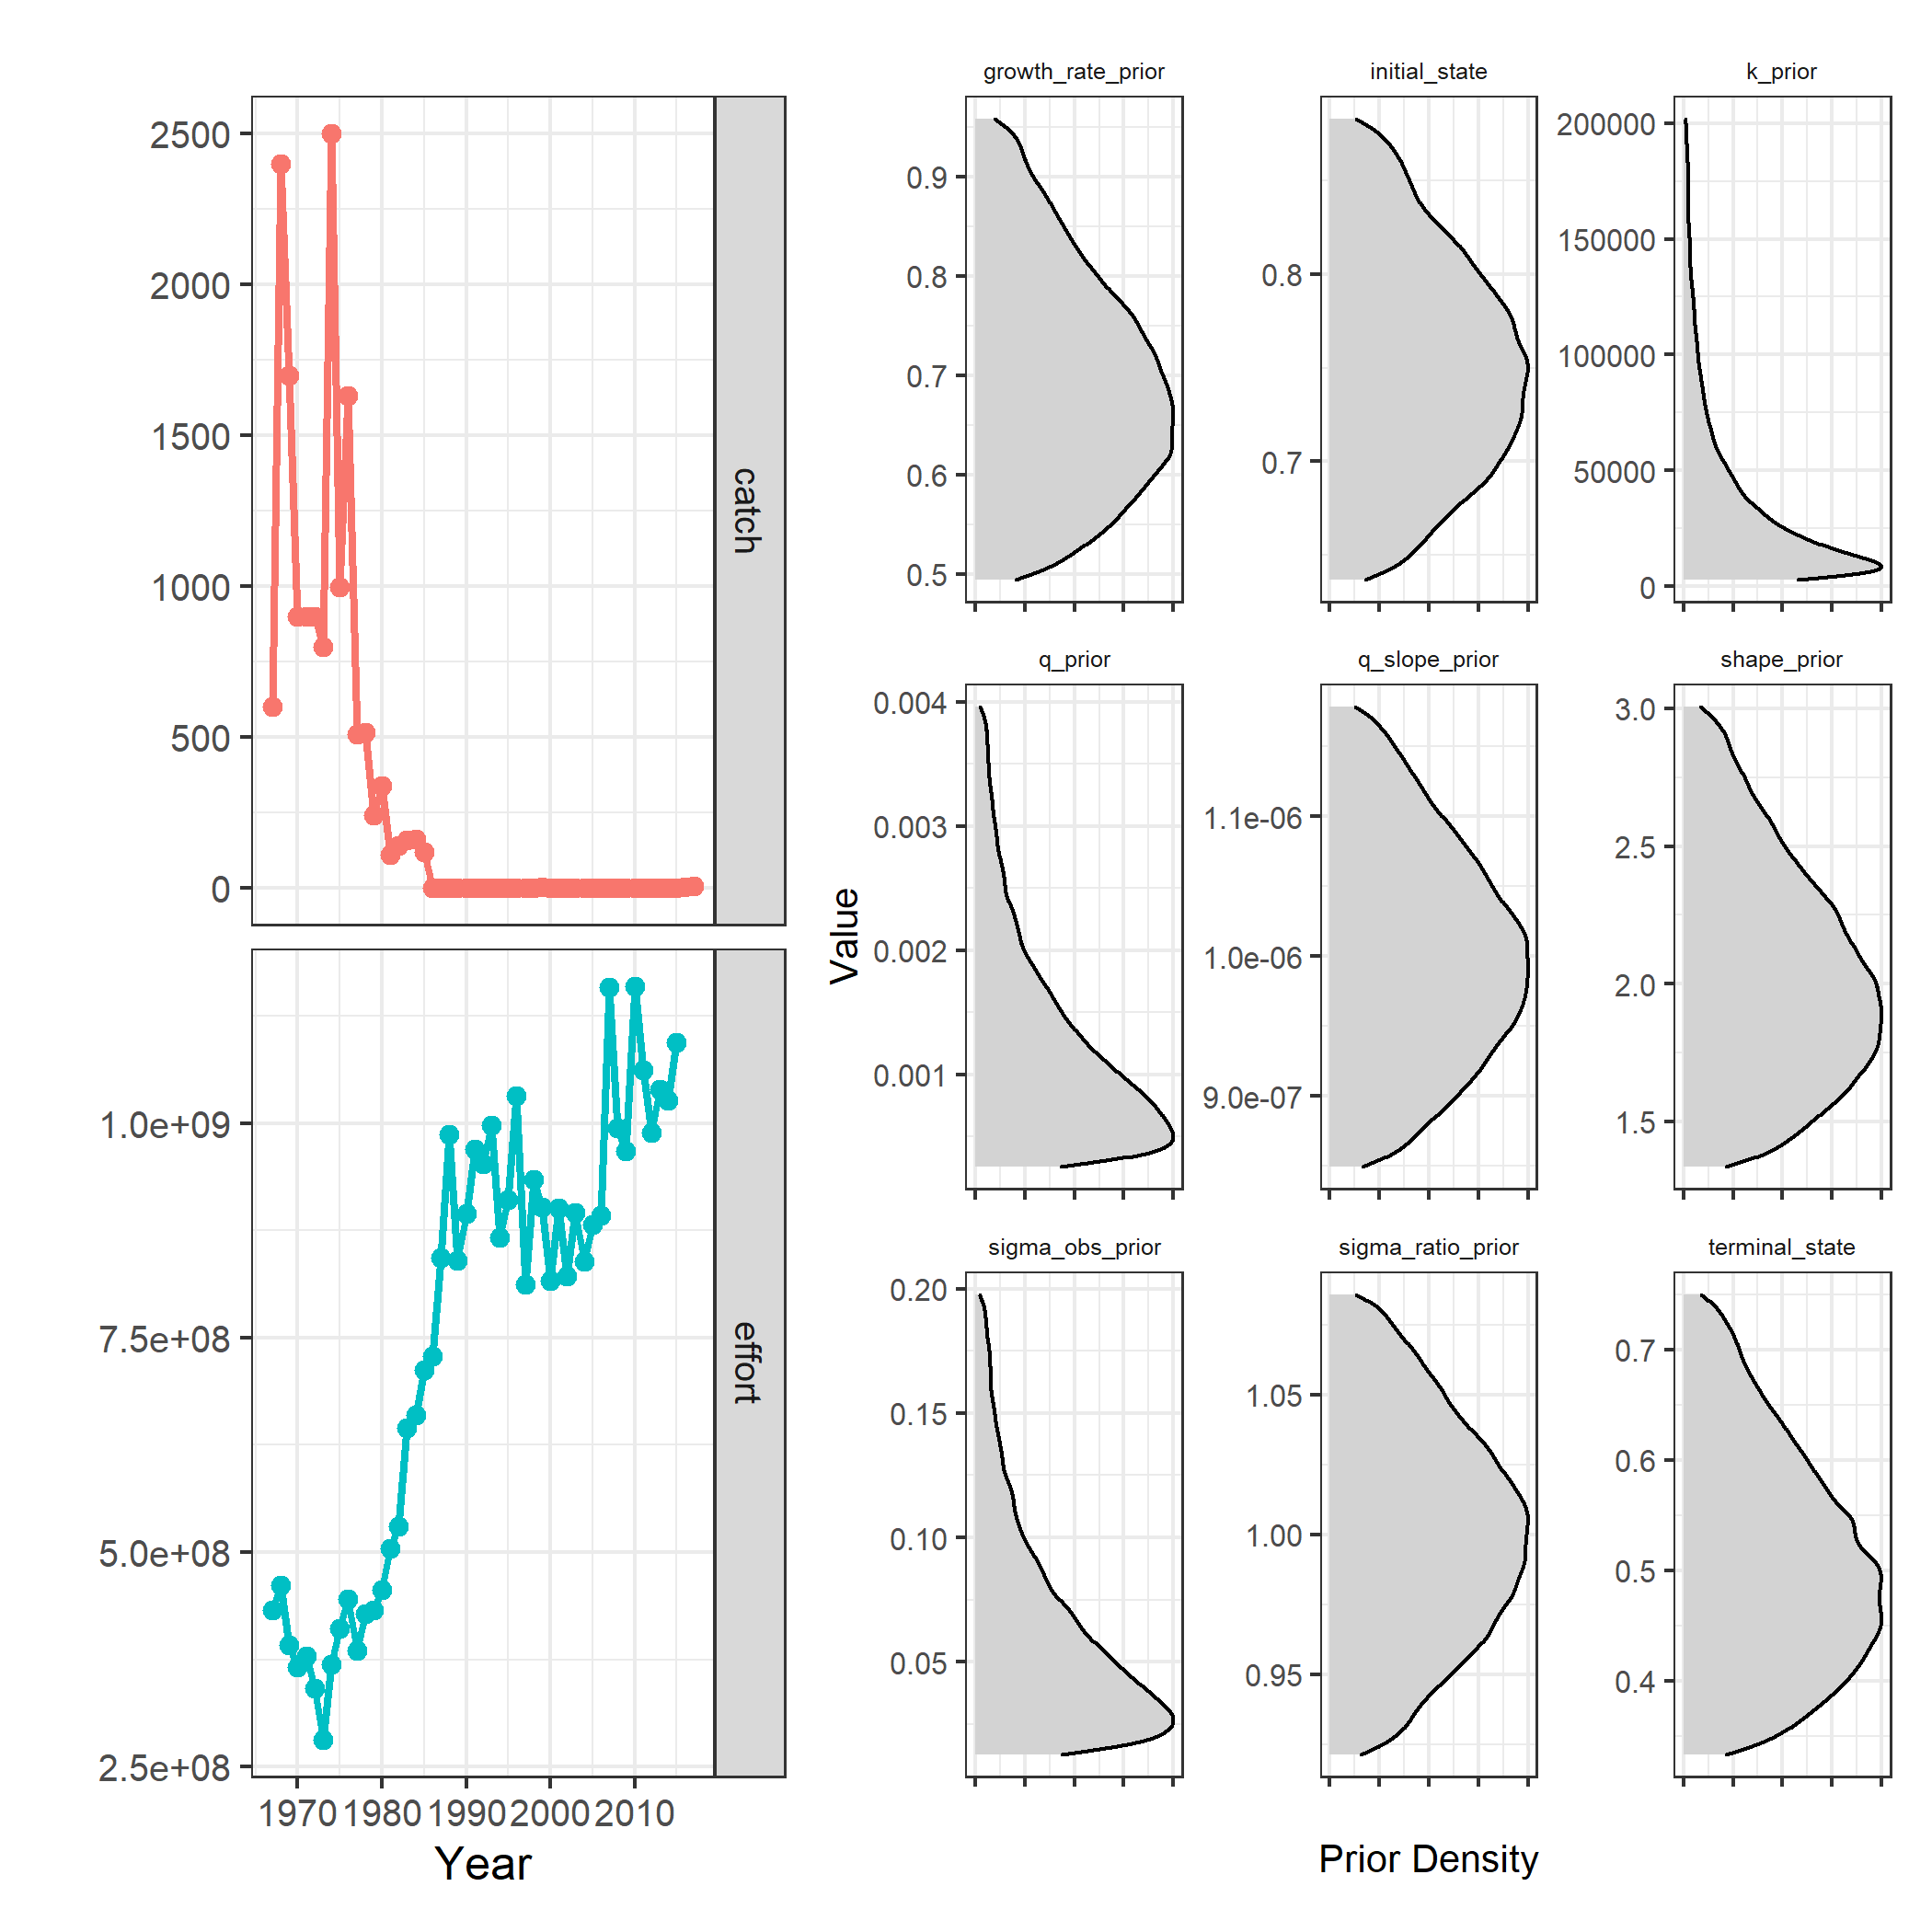 2500
2000
1500
1000
500
0
catch
1.0e+09
7.5e+08
5.0e+08
2.5e+08
effort
1970 1980 1990 2000 2010
Year
Value
growth_rate_prior
0.9
0.8
0.7
0.6
0.5
initial_state
0.8
0.7
k_prior
200000
150000
100000
50000
0
q_prior
0.004
0.003
0.002
0.001
q_slope_prior
1.1e-06
1.0e-06
9.0e-07
shape_prior
3.0
2.5
2.0
1.5
sigma_obs_prior
0.20
0.15
0.10
0.05
sigma_ratio_prior
1.05
1.00
0.95
terminal_state
0.7
0.6
0.5
0.4
Prior Density